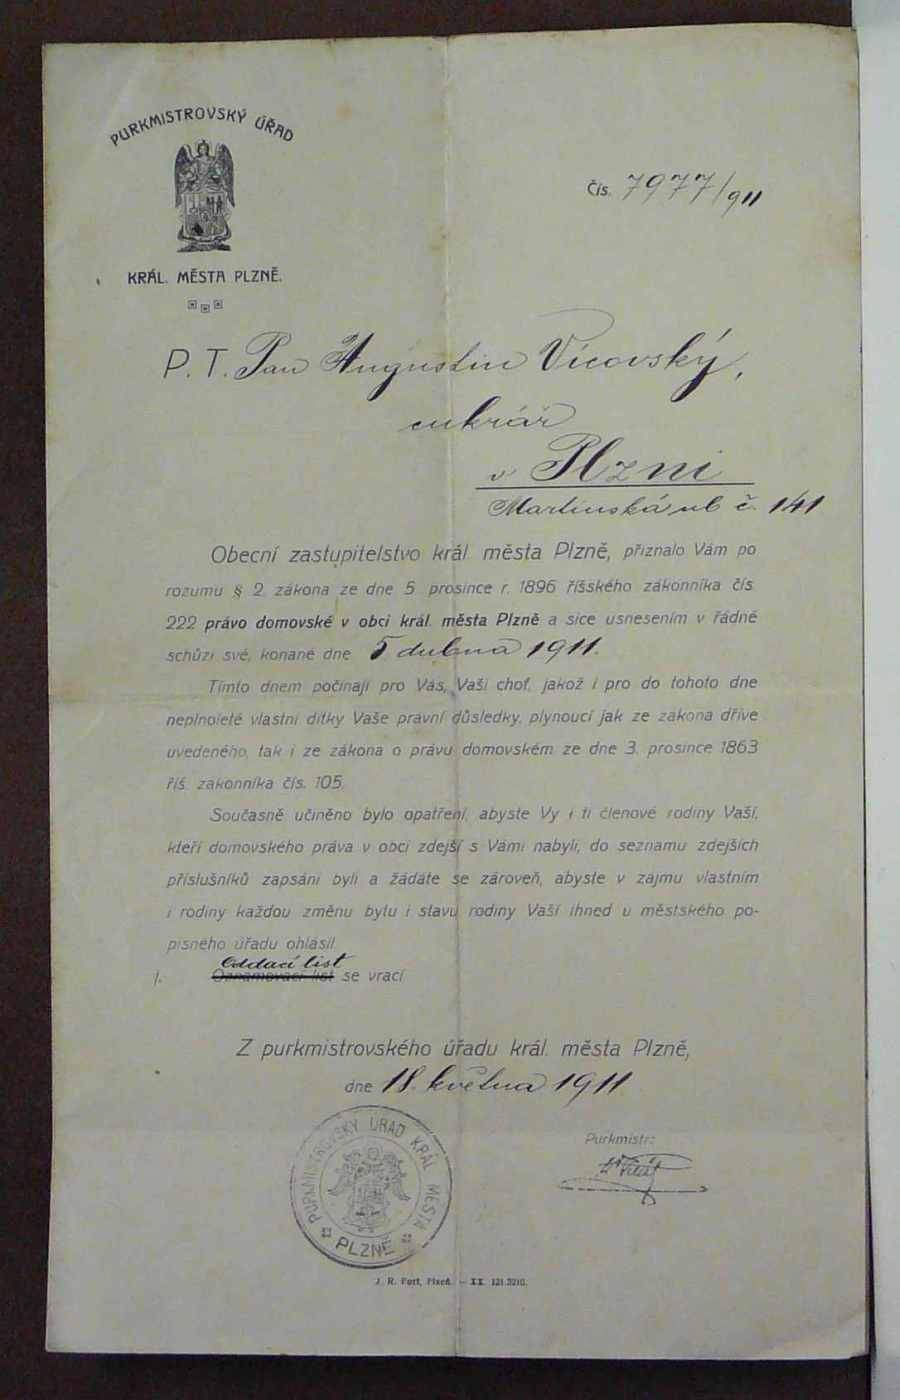 PURKMISTROVSKÝ ÚŘAD
KRÁL. MĚSTA PLZNĚ.
Čís. 7977/911
P. T. Pan Augustin Vícovský,
cukrář
v Plzni
Martinská ul č. 141
Obecní zastupitelstvo král. města Plzně, přiznalo Vám po
rozumu § 2. zákona ze dne 5. prosince r. 1896 říšského zákonníka čís.
222 právo domovské v obci král. města Plzně a sice usnesením v řádné
schůzi své, konané dne 5 dubna 1911.
Tímto dnem počínají pro Vás, Vaši choť, jakož i pro do tohoto dne
neplnoleté vlastní dítky Vaše právní důsledky, plynoucí jak ze zákona dříve
uvedeného, tak i ze zákona o právu domovském ze dne 3. prosince 1863
říš. zákonníka čís. 105.
Současně učiněno bylo opatření, abyste Vy i ti členové rodiny Vaší,
kteří domovského práva v obci zdejší s Vámi nabyli, do seznamu zdejších
příslušníků zapsáni byli a žádáte se zároveň, abyste v zájmu vlastním
i rodiny každou změnu bytu i stavu rodiny Vaší ihned u městského po-
pisného úřadu ohlásil.
Oddací list
1. Oznamovací list se vrací
Z purkmistrovského úřadu král. města Plzně,
dne 18. května 1911
Purkmistr:
PURKMISTROVSKÝ ÚŘAD KRÁL. MĚSTA
PLZNĚ
J. R. Port, Plzeň. — XX. 121.3210.